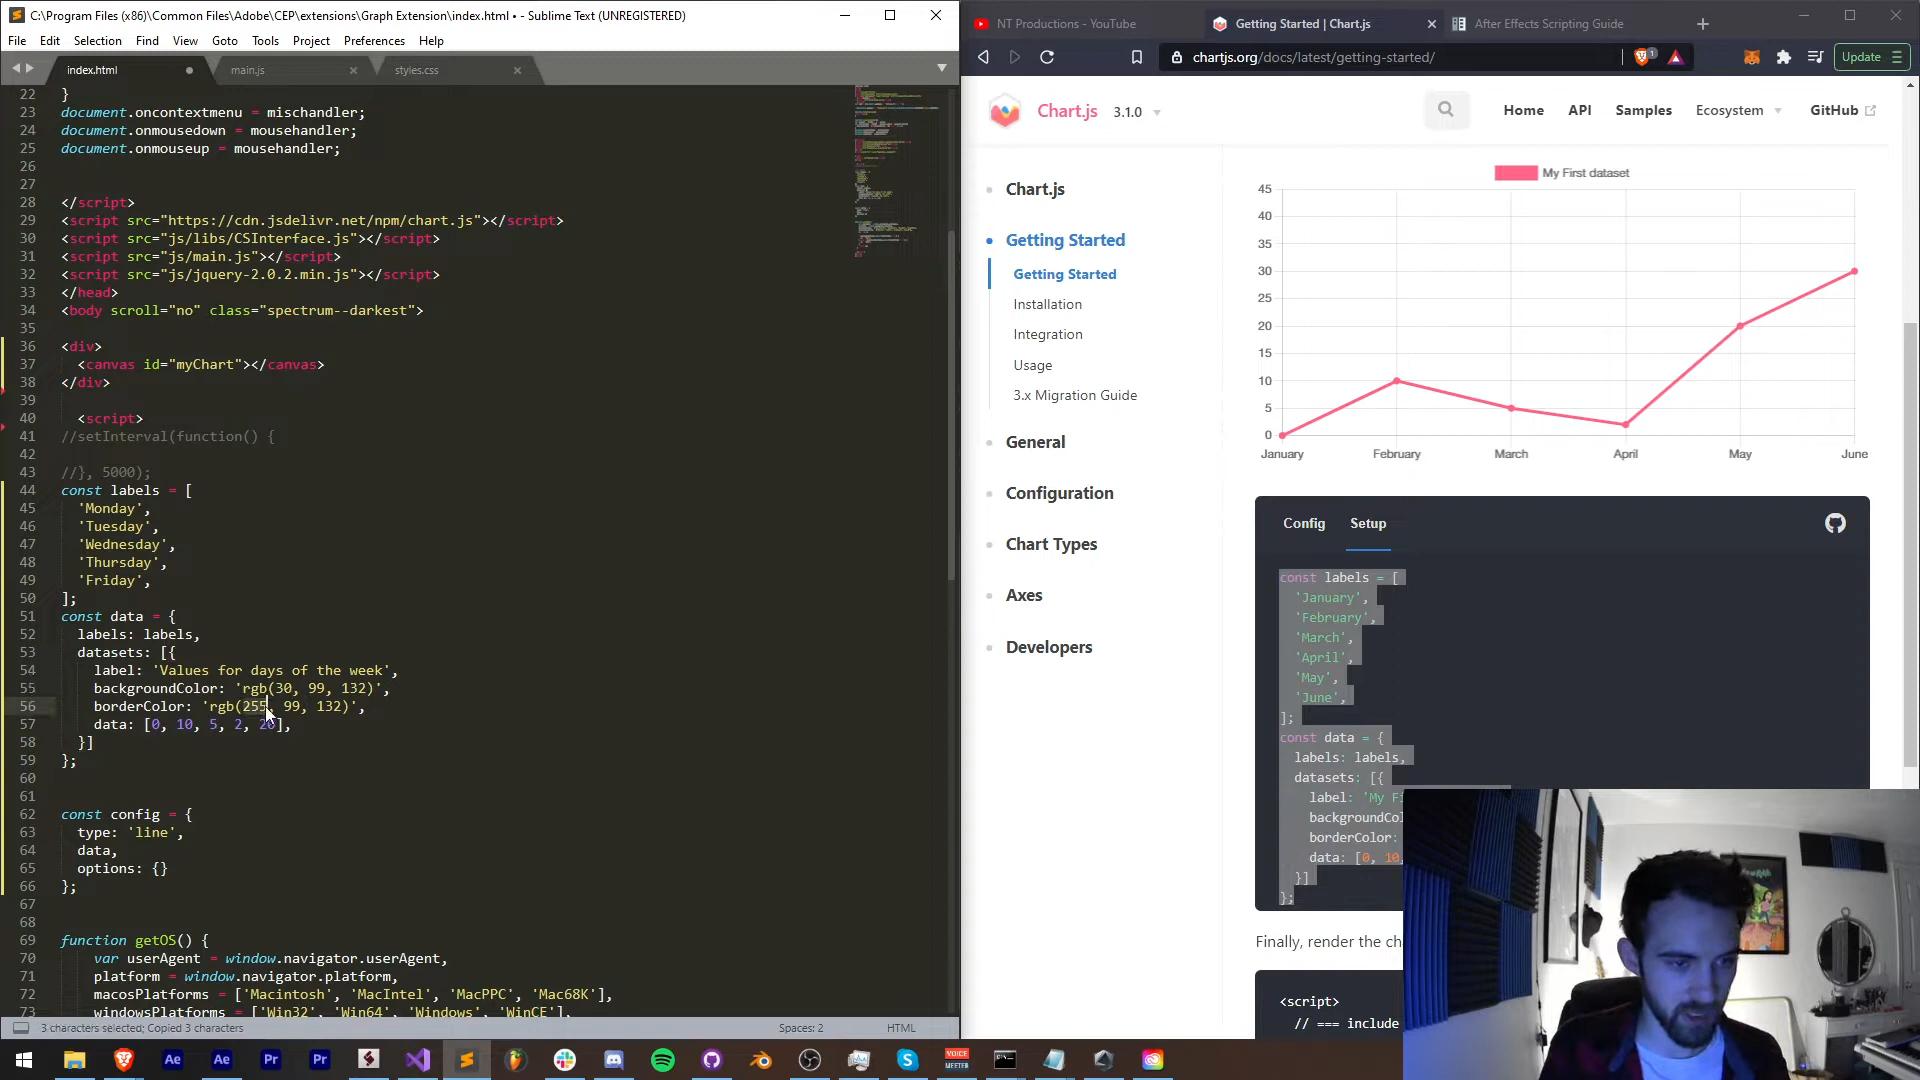 C:\Program Files (x86)\Common Files\Adobe\CEP\extensions\Graph Extension\index.html • - Sublime Text (UNREGISTERED)
File Edit Selection Find View Goto Tools Project Preferences Help
index.html main.js styles.css
22 }
23 document.oncontextmenu = mischandler;
24 document.onmousedown = mousehandler;
25 document.onmouseup = mousehandler;
26
27
28 </script>
29 <script src="https://cdn.jsdelivr.net/npm/chart.js"></script>
30 <script src="js/libs/CSInterface.js"></script>
31 <script src="js/main.js"></script>
32 <script src="js/jquery-2.0.2.min.js"></script>
33 </head>
34 <body scroll="no" class="spectrum--darkest">
35
36 <div>
37 <canvas id="myChart"></canvas>
38 </div>
39
40 <script>
41 //setInterval(function() {
42
43 //}, 5000);
44 const labels = [
45 'Monday',
46 'Tuesday',
47 'Wednesday',
48 'Thursday',
49 'Friday',
50 ];
51 const data = {
52 labels: labels,
53 datasets: [{
54 label: 'Values for days of the week',
55 backgroundColor: 'rgb(30, 99, 132)',
56 borderColor: 'rgb(255, 99, 132)',
57 data: [0, 10, 5, 2, 20],
58 }]
59 };
60
61
62 const config = {
63 type: 'line',
64 data,
65 options: {}
66 };
67
68
69 function getOS() {
70 var userAgent = window.navigator.userAgent,
71 platform = window.navigator.platform,
72 macosPlatforms = ['Macintosh', 'MacIntel', 'MacPPC', 'Mac68K'],
73 windowsPlatforms = ['Win32', 'Win64', 'Windows', 'WinCE'],
3 characters selected; Copied 3 characters Spaces: 2 HTML
NT Productions - YouTube Getting Started | Chart.js After Effects Scripting Guide
chartjs.org/docs/latest/getting-started/ 1 Update
Chart.js 3.1.0 Home API Samples Ecosystem GitHub
Chart.js
Getting Started
Getting Started
Installation
Integration
Usage
3.x Migration Guide
General
Configuration
Chart Types
Axes
Developers
My First dataset
45
40
35
30
25
20
15
10
5
0
January February March April May June
Config Setup
const labels = [
'January',
'February',
'March',
'April',
'May',
'June',
];
const data = {
labels: labels,
datasets: [{
label: 'My Fi
backgroundCol
borderColor:
data: [0, 10,
}]
};
Finally, render the ch
<script>
// === include
Ae Ae Pr Pr VOICE MEETER